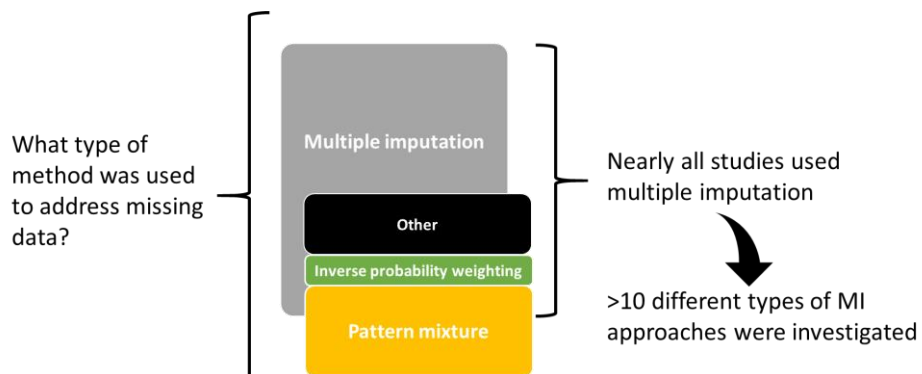 What type of
method was used
to address missing
data?
Multiple imputation
Other
Inverse probability weighting
Pattern mixture
Nearly all studies used
multiple imputation
>10 different types of MI
approaches were investigated